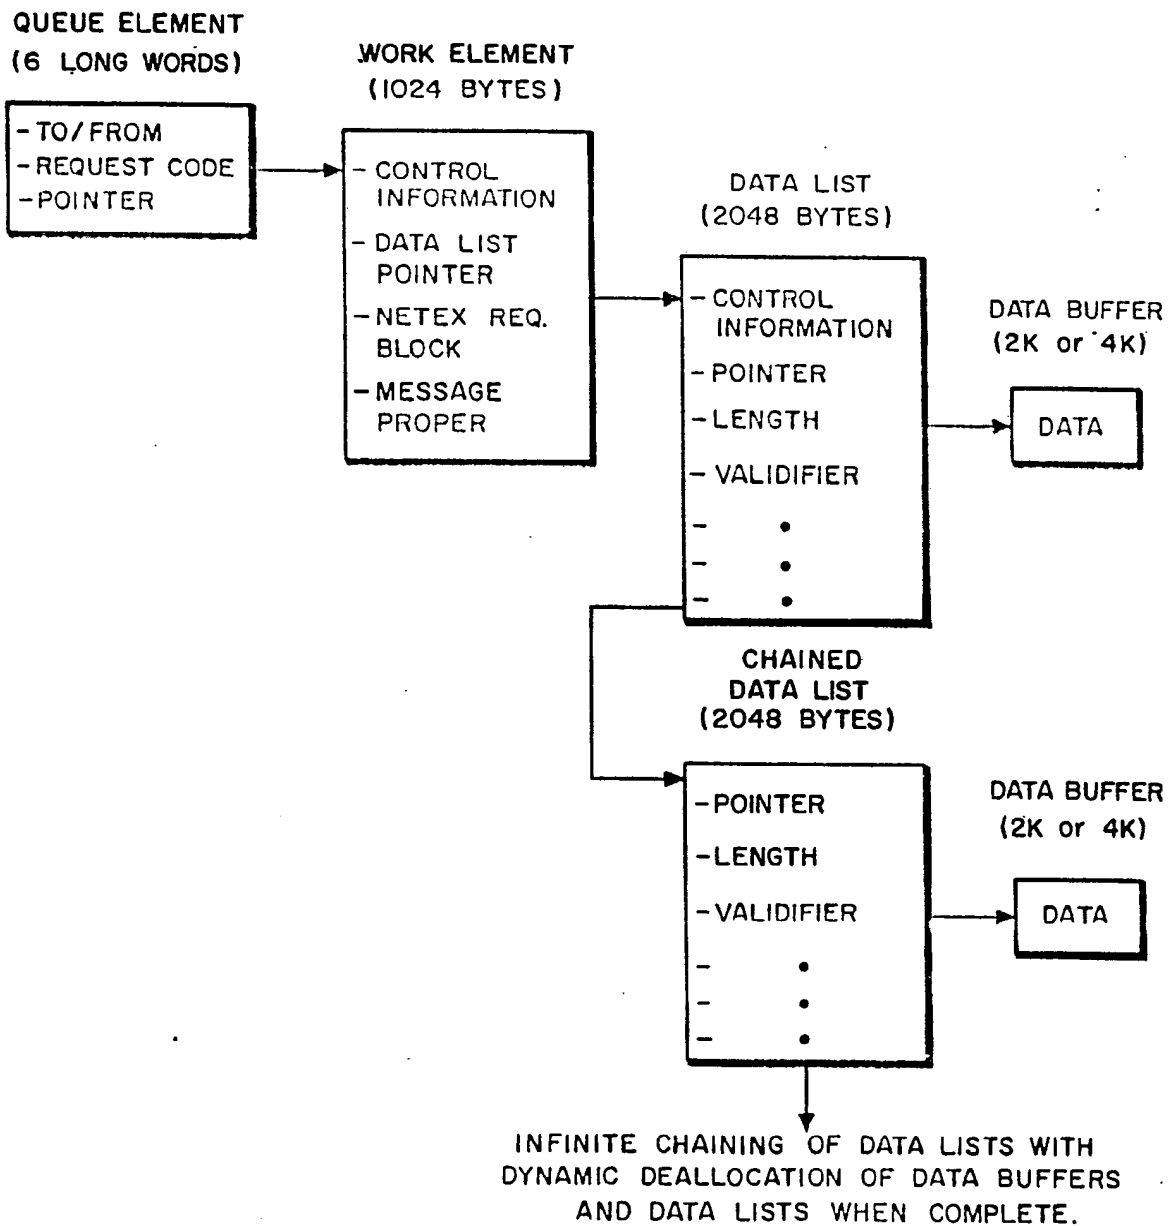 QUEUE ELEMENT
(6 LONG WORDS)
- TO/FROM
- REQUEST CODE
- POINTER
WORK ELEMENT
(1024 BYTES)
- CONTROL
INFORMATION
- DATA LIST
POINTER
- NETEX REQ.
BLOCK
- MESSAGE
PROPER
DATA LIST
(2048 BYTES)
- CONTROL
INFORMATION
- POINTER
- LENGTH
- VALIDIFIER
- •
- •
- •
DATA BUFFER
(2K or 4K)
DATA
CHAINED
DATA LIST
(2048 BYTES)
- POINTER
- LENGTH
- VALIDIFIER
- •
- •
- •
DATA BUFFER
(2K or 4K)
DATA
INFINITE CHAINING OF DATA LISTS WITH
DYNAMIC DEALLOCATION OF DATA BUFFERS
AND DATA LISTS WHEN COMPLETE.